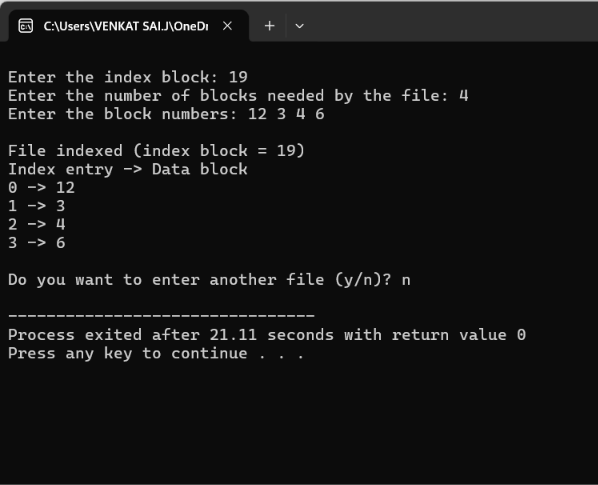 C:\Users\VENKAT SAI.J\OneDr
Enter the index block: 19
Enter the number of blocks needed by the file: 4
Enter the block numbers: 12 3 4 6
File indexed (index block = 19)
Index entry -> Data block
0 -> 12
1 -> 3
2 -> 4
3 -> 6
Do you want to enter another file (y/n)? n
--------------------------------
Process exited after 21.11 seconds with return value 0
Press any key to continue . . .